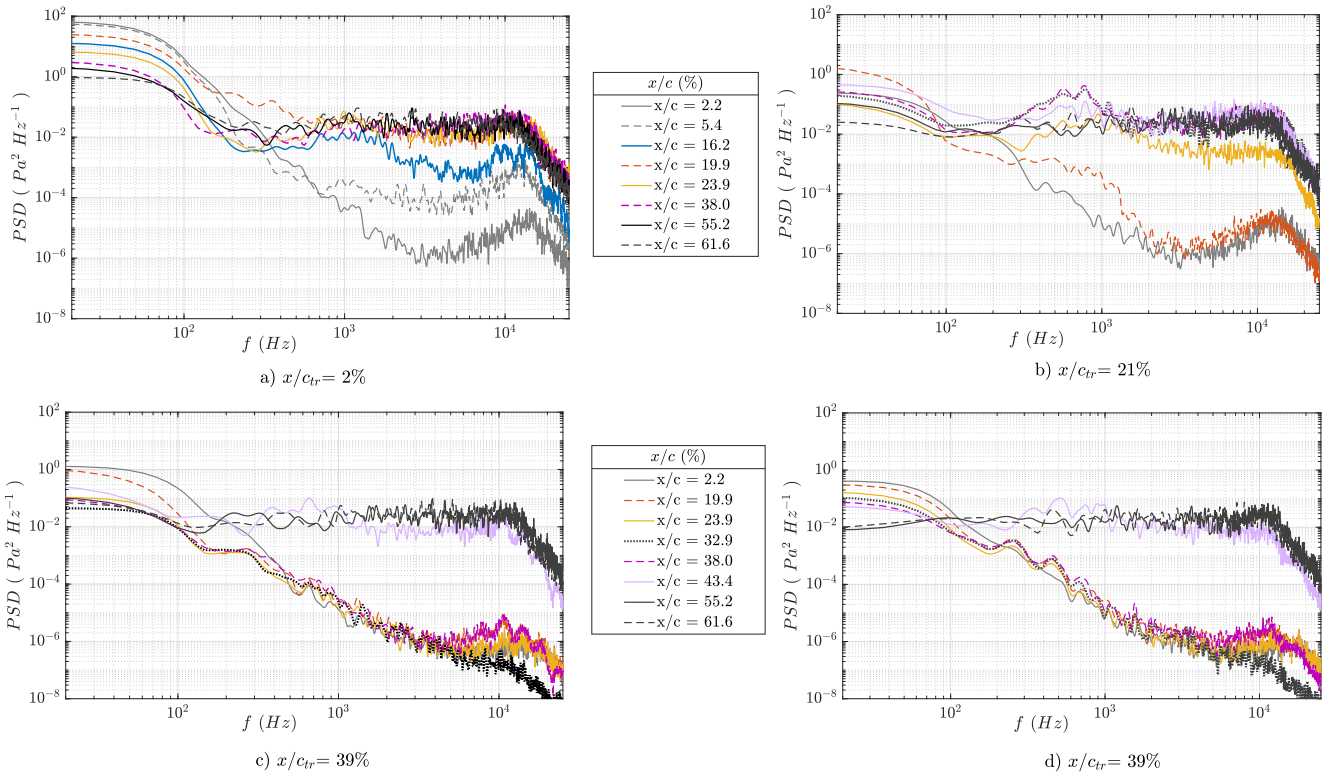 10^2
10^0
10^-2
10^-4
10^-6
10^-8
PSD ( Pa^2 Hz^-1)
10^2
10^3
10^4
f (Hz)
a) x/c_tr= 2%
x/c (%)
x/c = 2.2
x/c = 5.4
x/c = 16.2
x/c = 19.9
x/c = 23.9
x/c = 38.0
x/c = 55.2
x/c = 61.6
10^2
10^0
10^-2
10^-4
10^-6
10^-8
PSD ( Pa^2 Hz^-1)
10^2
10^3
10^4
f (Hz)
b) x/c_tr= 21%
10^2
10^0
10^-2
10^-4
10^-6
10^-8
PSD ( Pa^2 Hz^-1)
10^2
10^3
10^4
f (Hz)
c) x/c_tr= 39%
x/c (%)
x/c = 2.2
x/c = 19.9
x/c = 23.9
x/c = 32.9
x/c = 38.0
x/c = 43.4
x/c = 55.2
x/c = 61.6
10^2
10^0
10^-2
10^-4
10^-6
10^-8
PSD ( Pa^2 Hz^-1)
10^2
10^3
10^4
f (Hz)
d) x/c_tr= 39%